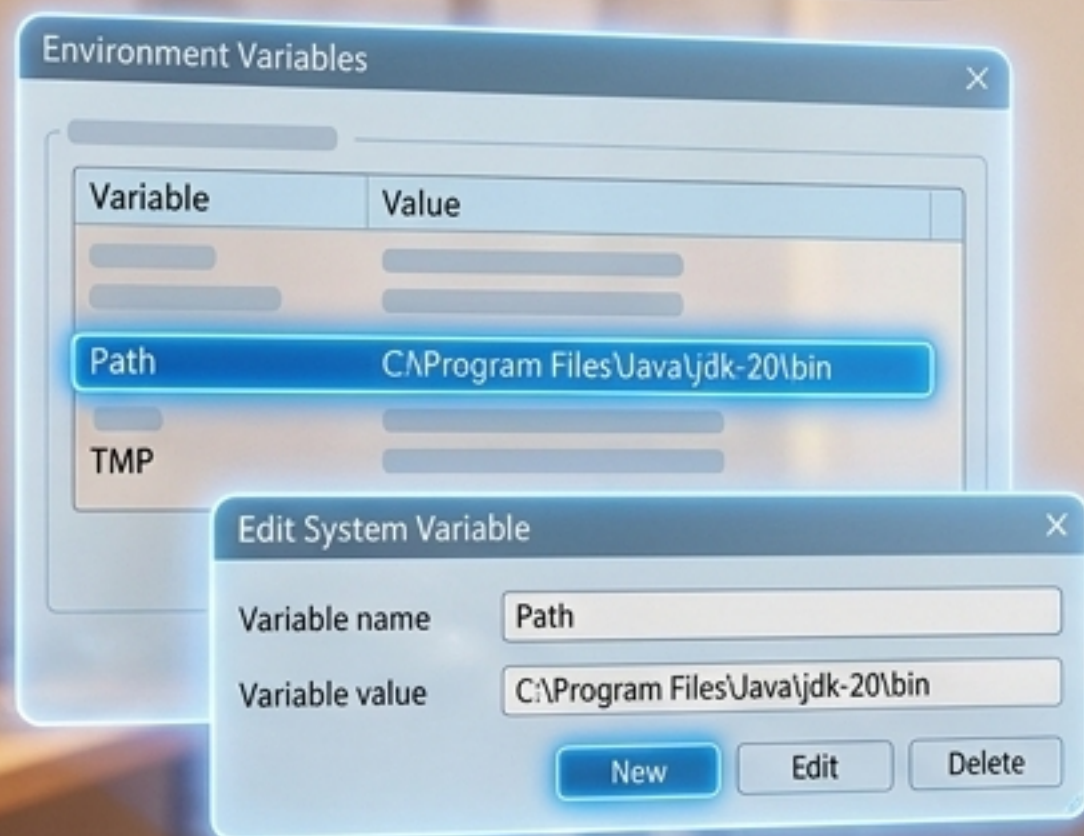 Environment Variables
Variable Value
Path C:\Program Files\Java\jdk-20\bin
TMP
Edit System Variable
Variable name Path
Variable value C:\Program Files\Java\jdk-20\bin
New Edit Delete